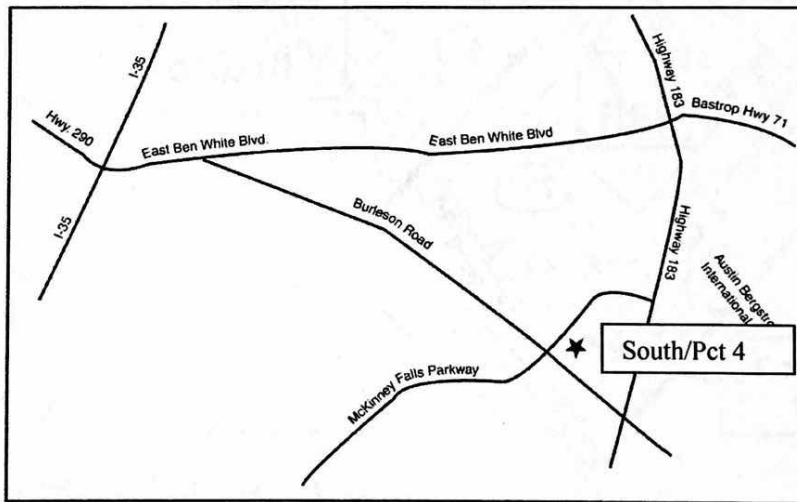 I-35
Highway 183
Hwy. 290
Bastrop Hwy 71
East Ben White Blvd.
East Ben White Blvd
I-35
Burleson Road
Highway 183
Austin Bergstro
International
South/Pct 4
McKinney Falls Parkway